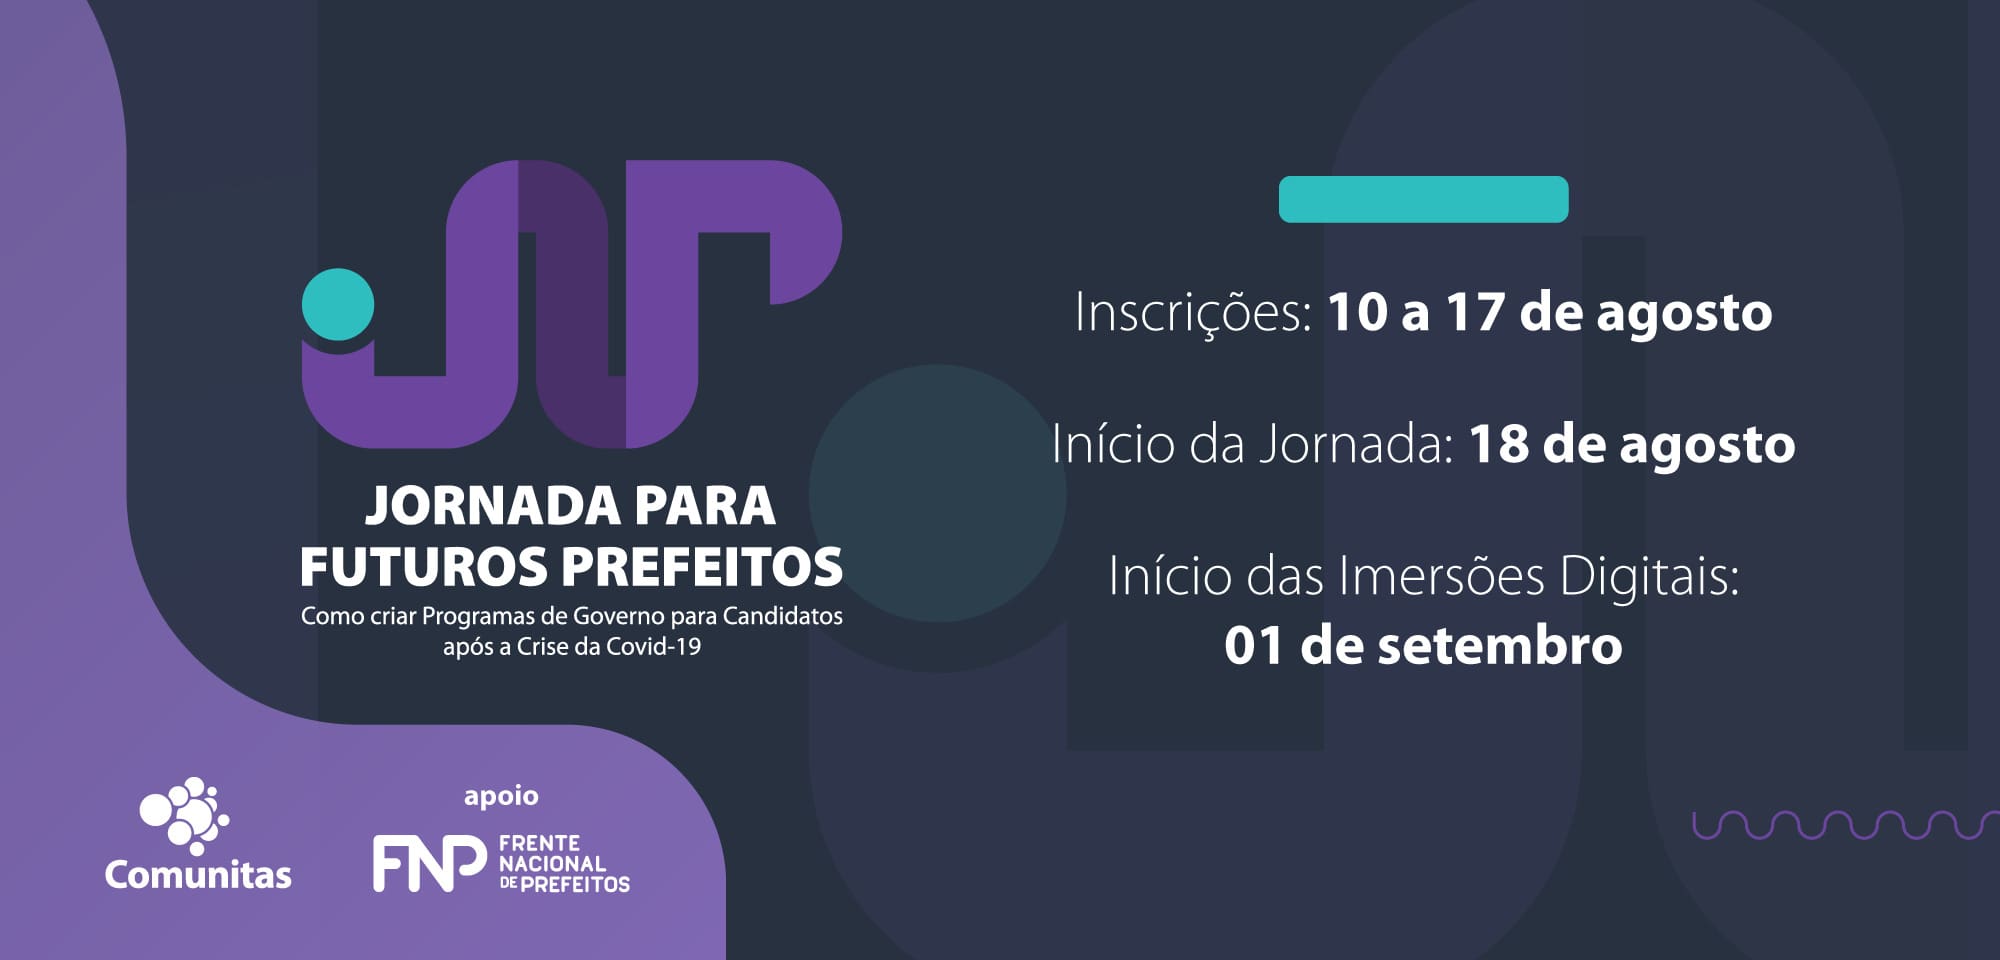 JORNADA PARA
FUTUROS PREFEITOS
Como criar Programas de Governo para Candidatos
após a Crise da Covid-19
Inscrições: 10 a 17 de agosto
Início da Jornada: 18 de agosto
Início das Imersões Digitais:
01 de setembro
Comunitas
apoio
FNP
FRENTE
NACIONAL
DE PREFEITOS